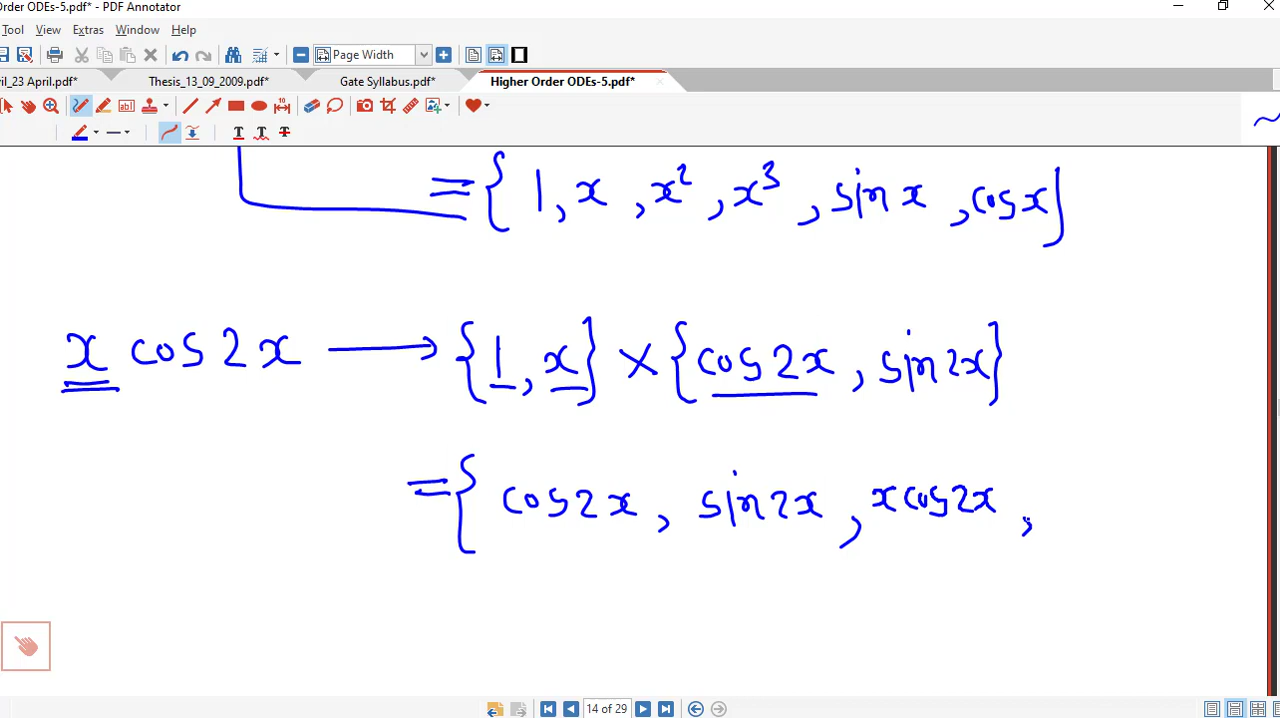 Order ODEs-5.pdf* - PDF Annotator
Tool View Extras Window Help
Page Width
il_23 April.pdf* Thesis_13_09_2009.pdf* Gate Syllabus.pdf* Higher Order ODEs-5.pdf*
= { 1, x, x², x³, sin x, cos x }
x cos 2x → {1, x} × {cos 2x, sin 2x}
= { cos 2x, sin 2x, x cos 2x,
14 of 29